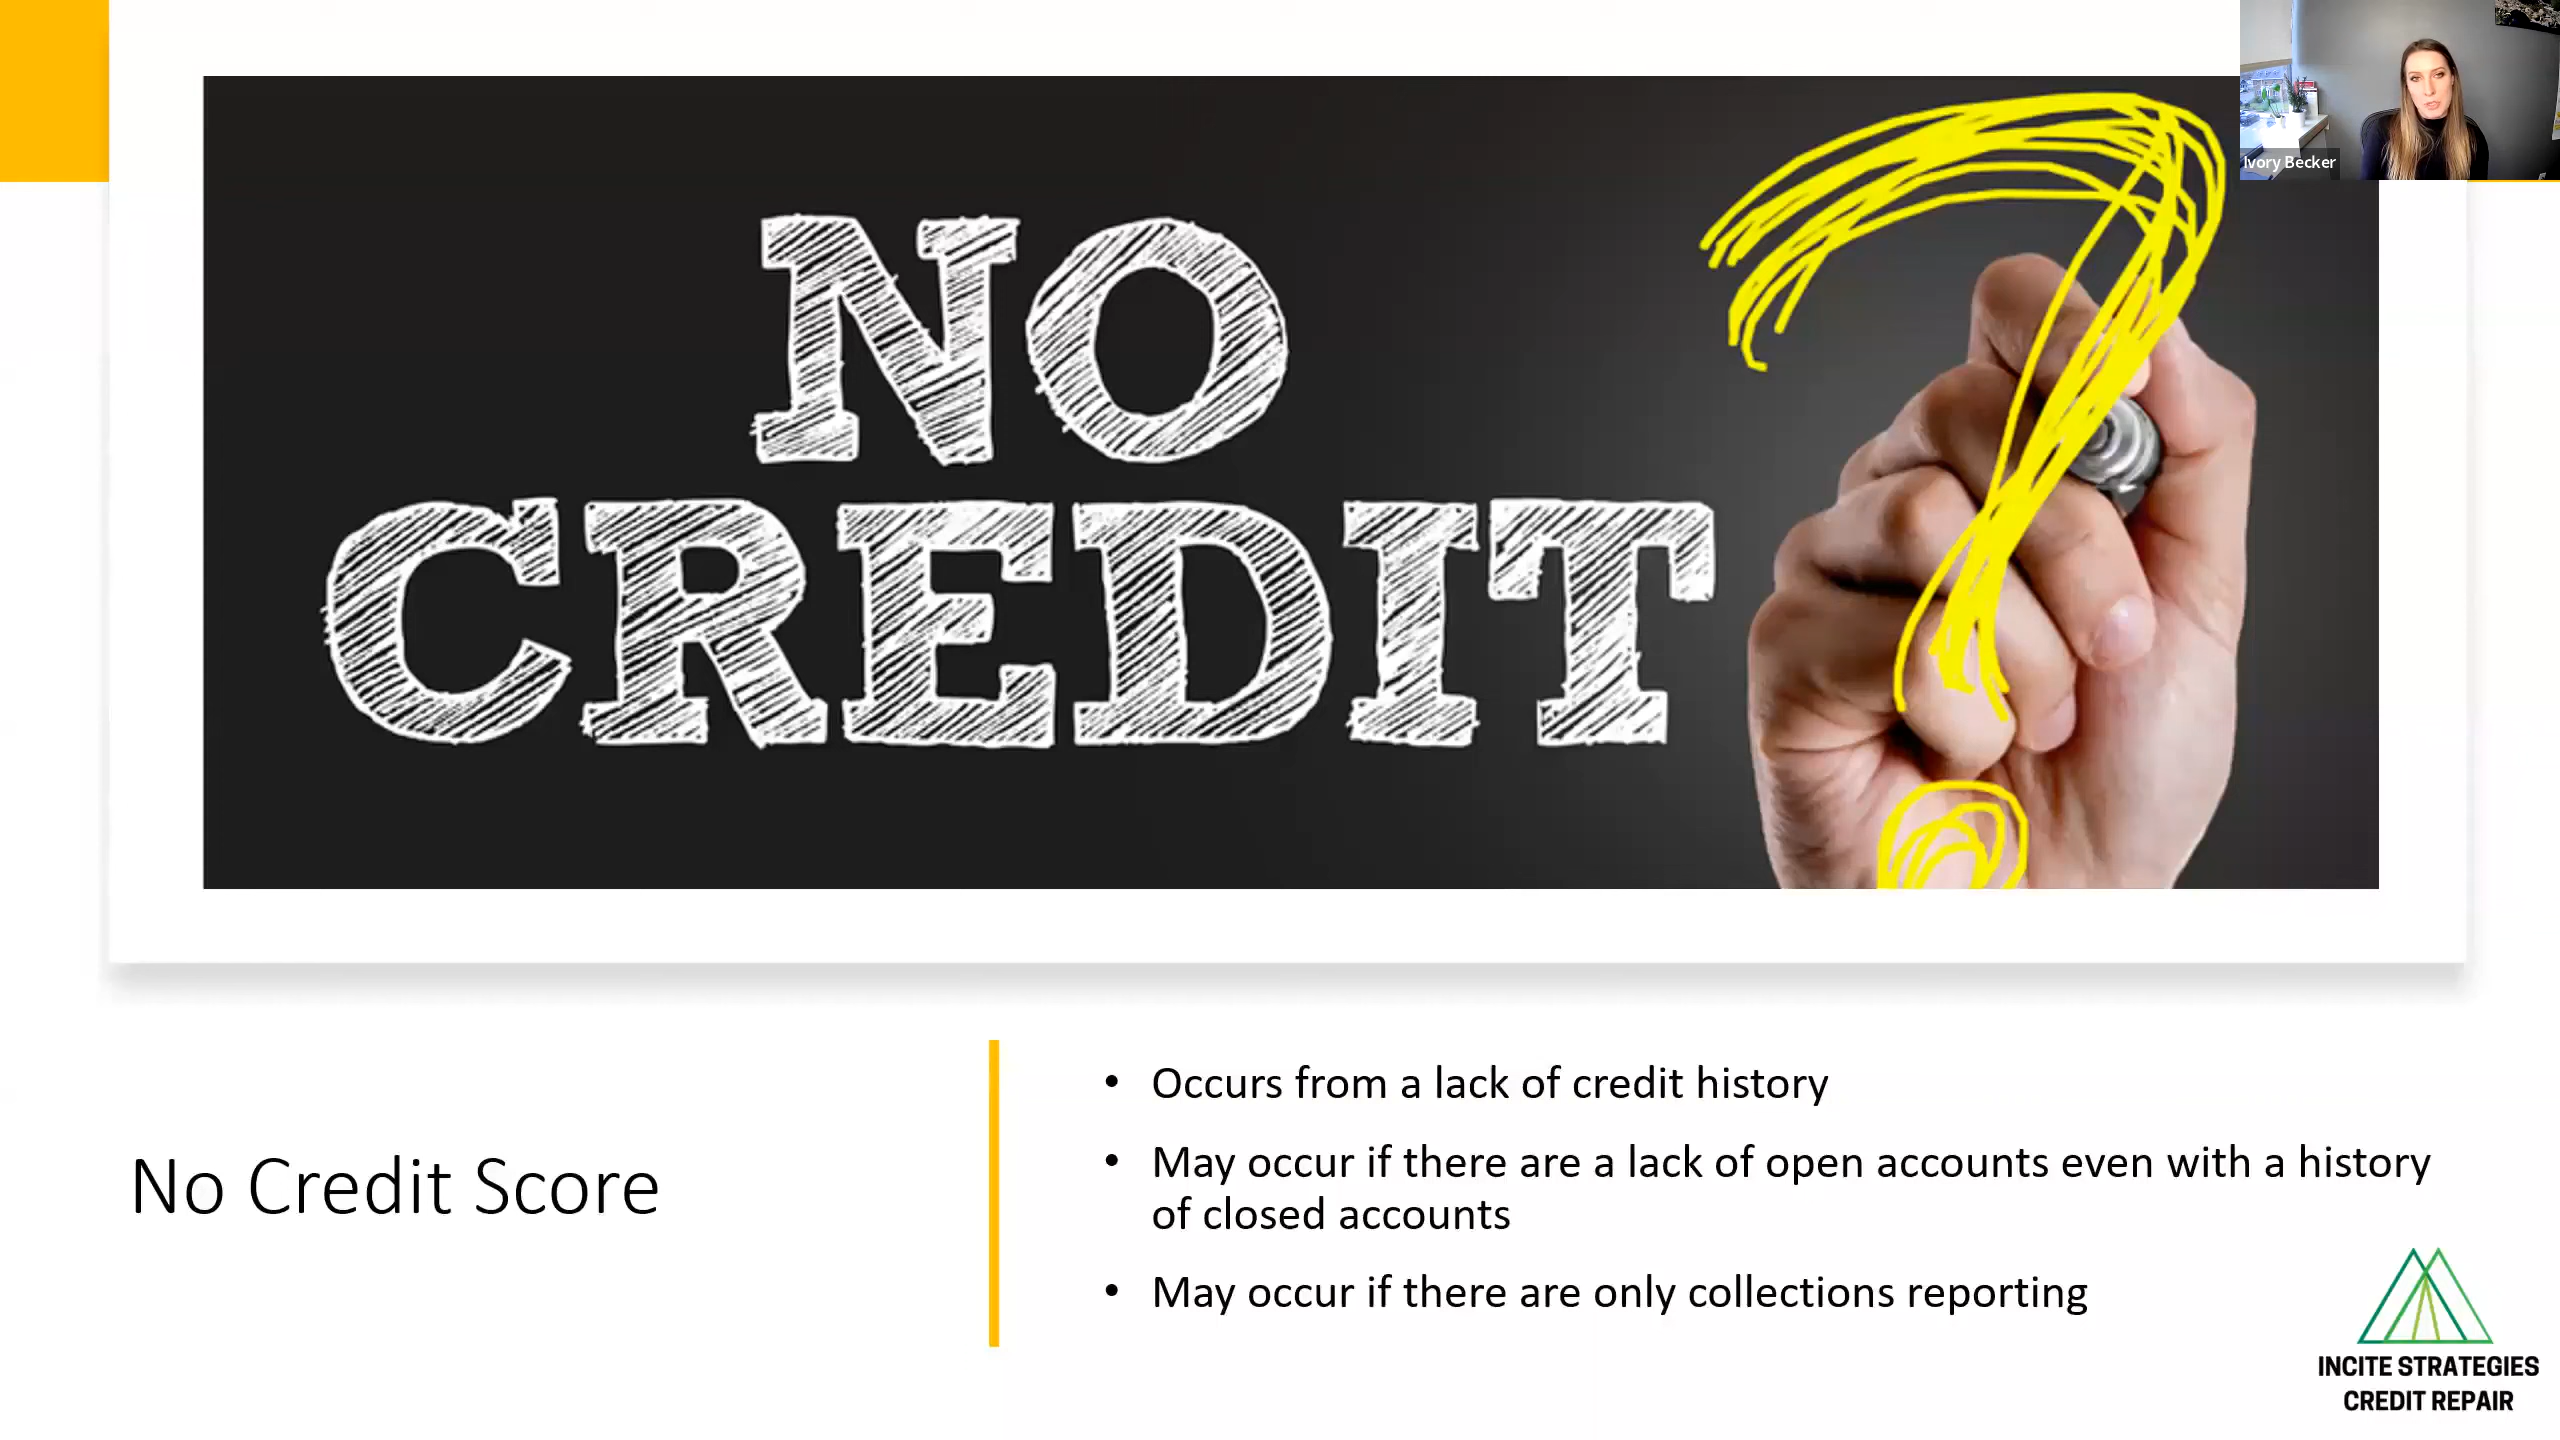 Ivory Becker
NO
CREDIT
?
No Credit Score
• Occurs from a lack of credit history
• May occur if there are a lack of open accounts even with a history
of closed accounts
• May occur if there are only collections reporting
INCITE STRATEGIES
CREDIT REPAIR